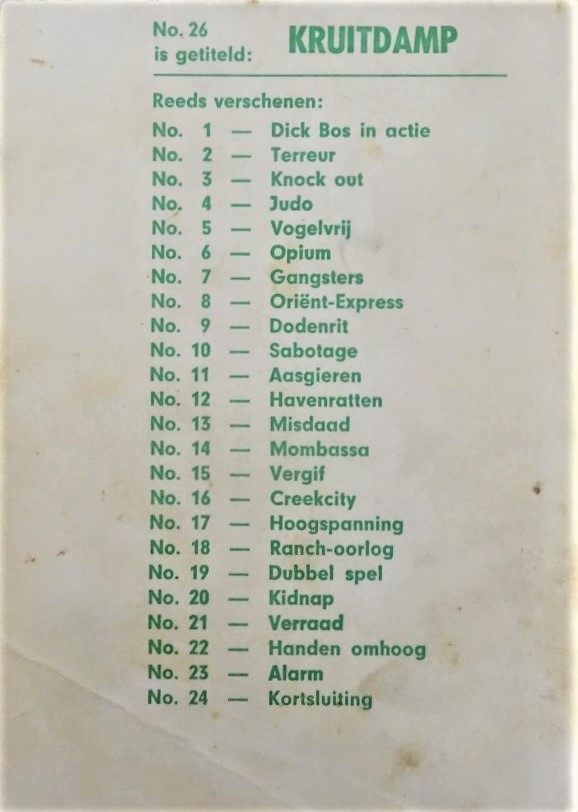 No. 26
is getiteld: KRUITDAMP
Reeds verschenen:
No. 1 — Dick Bos in actie
No. 2 — Terreur
No. 3 — Knock out
No. 4 — Judo
No. 5 — Vogelvrij
No. 6 — Opium
No. 7 — Gangsters
No. 8 — Oriënt-Express
No. 9 — Dodenrit
No. 10 — Sabotage
No. 11 — Aasgieren
No. 12 — Havenratten
No. 13 — Misdaad
No. 14 — Mombassa
No. 15 — Vergif
No. 16 — Creekcity
No. 17 — Hoogspanning
No. 18 — Ranch-oorlog
No. 19 — Dubbel spel
No. 20 — Kidnap
No. 21 — Verraad
No. 22 — Handen omhoog
No. 23 — Alarm
No. 24 — Kortsluiting